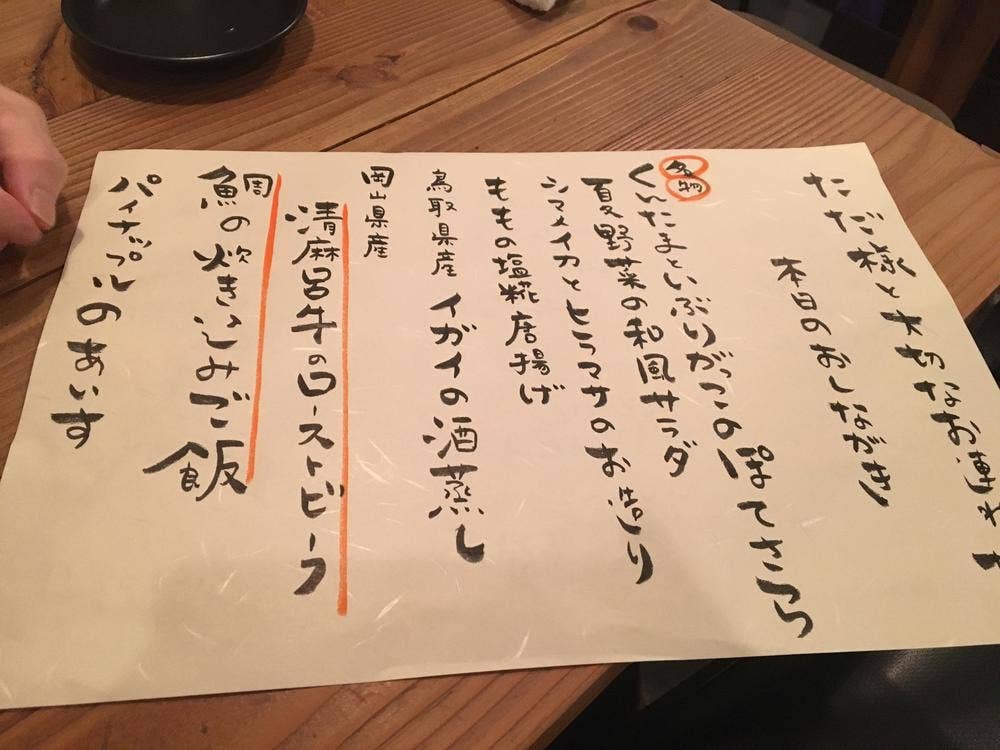 ただ様と大切なお連れ
本日のおしながき
名物
くんたまといぶりがっこのぽてさら
夏野菜の和風サラダ
シマメイカとヒラマサのお造り
ももの塩糀唐揚げ
鳥取県産 イガイの酒蒸し
岡山県産
清麻呂牛のローストビーフ
鯛の炊き込みご飯
パイナップルのあいす